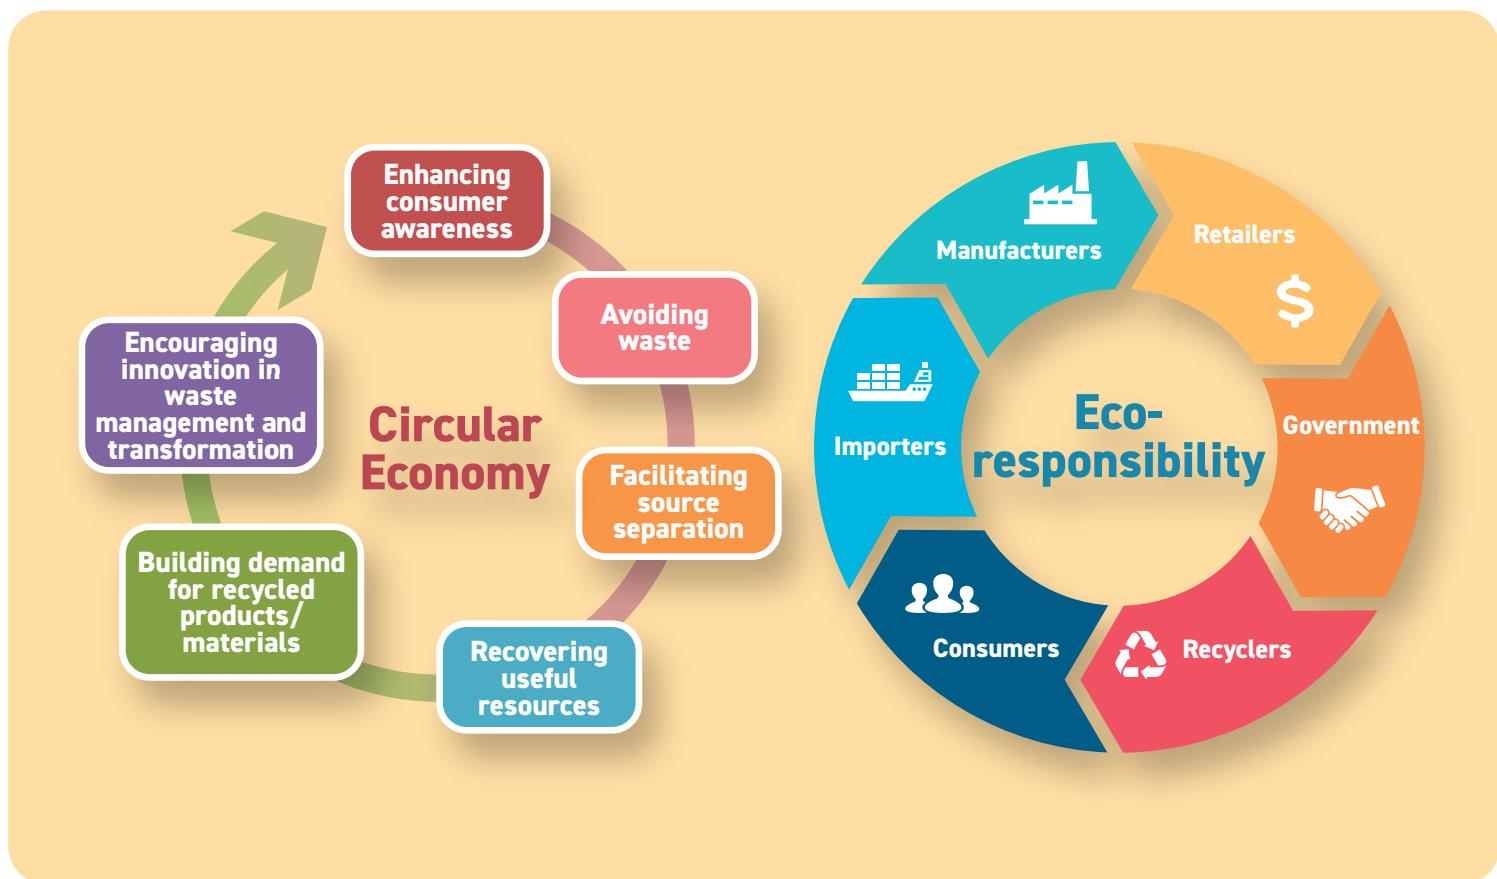 Enhancing
consumer
awareness
Avoiding
waste
Facilitating
source
separation
Recovering
useful
resources
Building demand
for recycled
products/
materials
Encouraging
innovation in
waste
management and
transformation
Circular
Economy
Manufacturers
Retailers
$
Government
Recyclers
Consumers
Importers
Eco-
responsibility